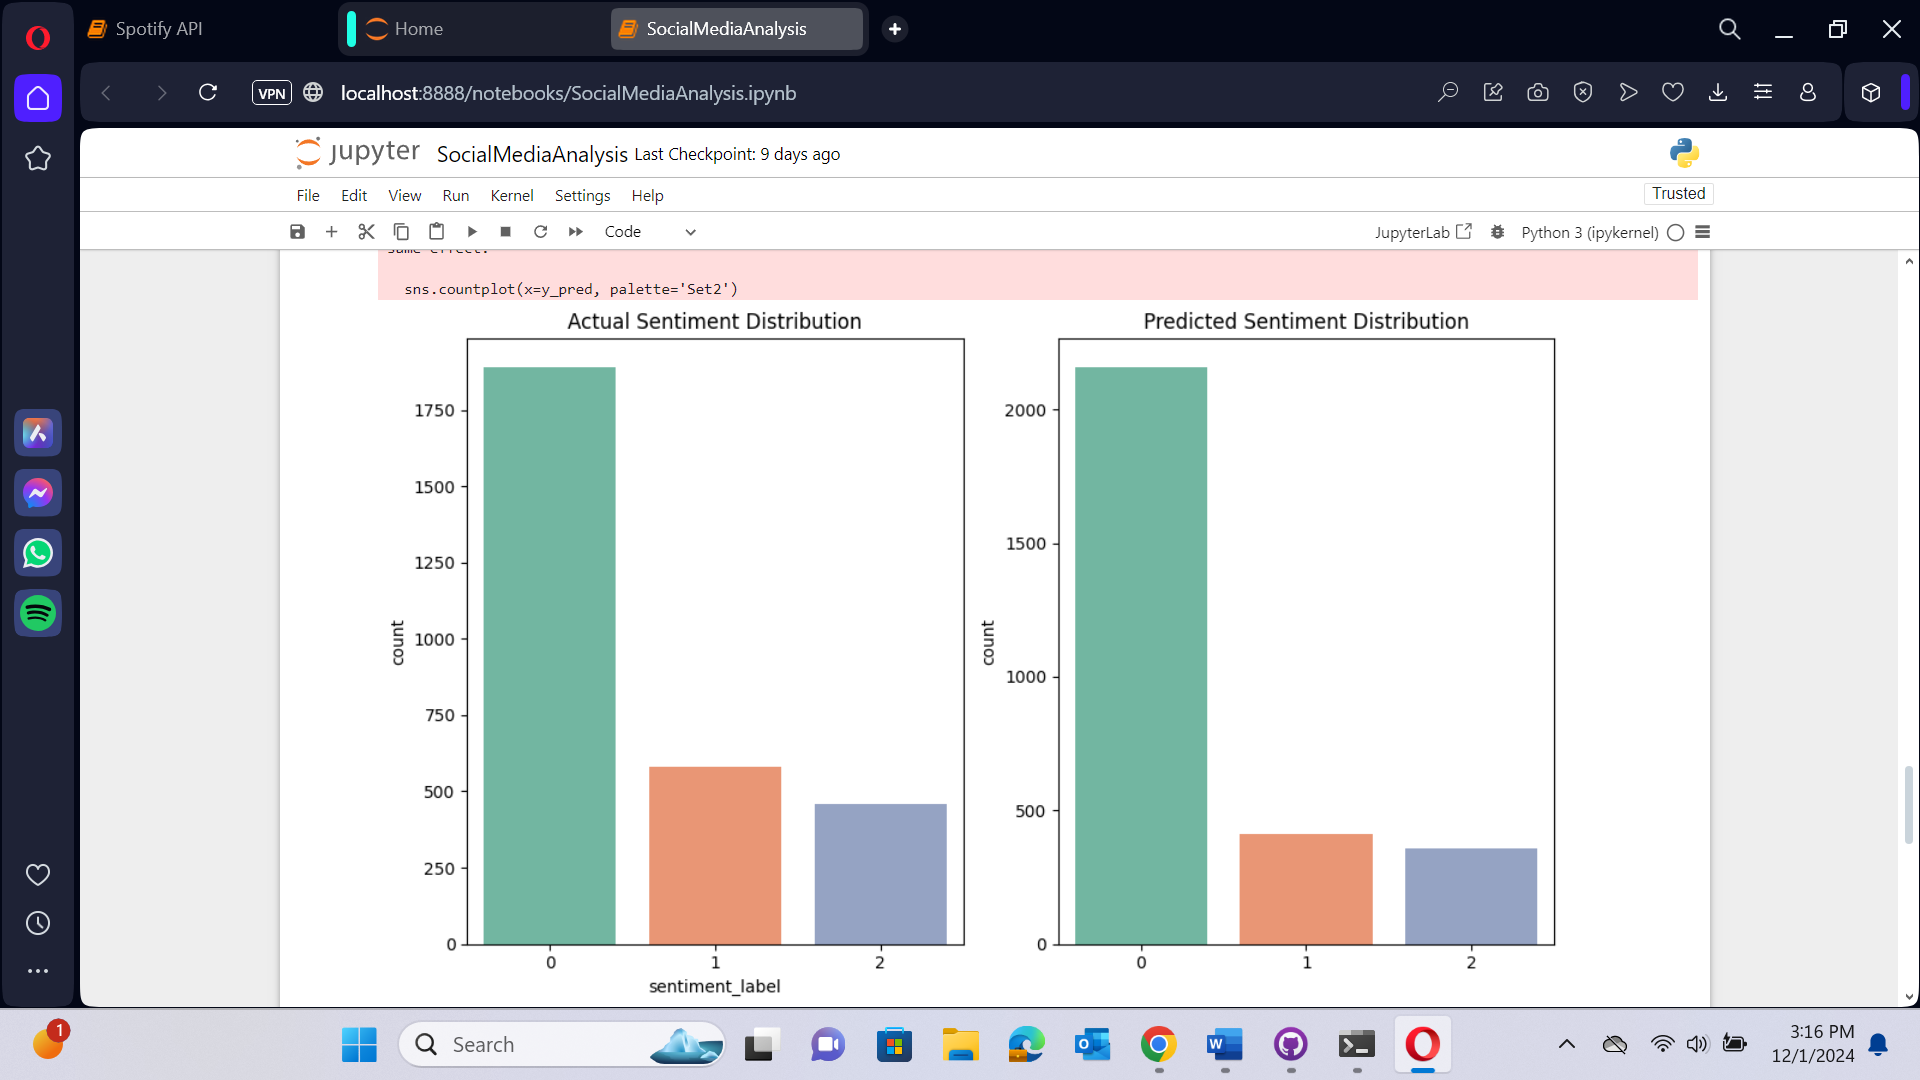 Spotify API
Home
SocialMediaAnalysis
VPN
localhost:8888/notebooks/SocialMediaAnalysis.ipynb
jupyter
SocialMediaAnalysis Last Checkpoint: 9 days ago
File Edit View Run Kernel Settings Help
Trusted
Code
JupyterLab
Python 3 (ipykernel)
same effect.
sns.countplot(x=y_pred, palette='Set2')
Actual Sentiment Distribution
1750
1500
1250
1000
750
500
250
0
count
0 1 2
sentiment_label
Predicted Sentiment Distribution
2000
1500
1000
500
0
count
0 1 2
1
Search
3:16 PM
12/1/2024